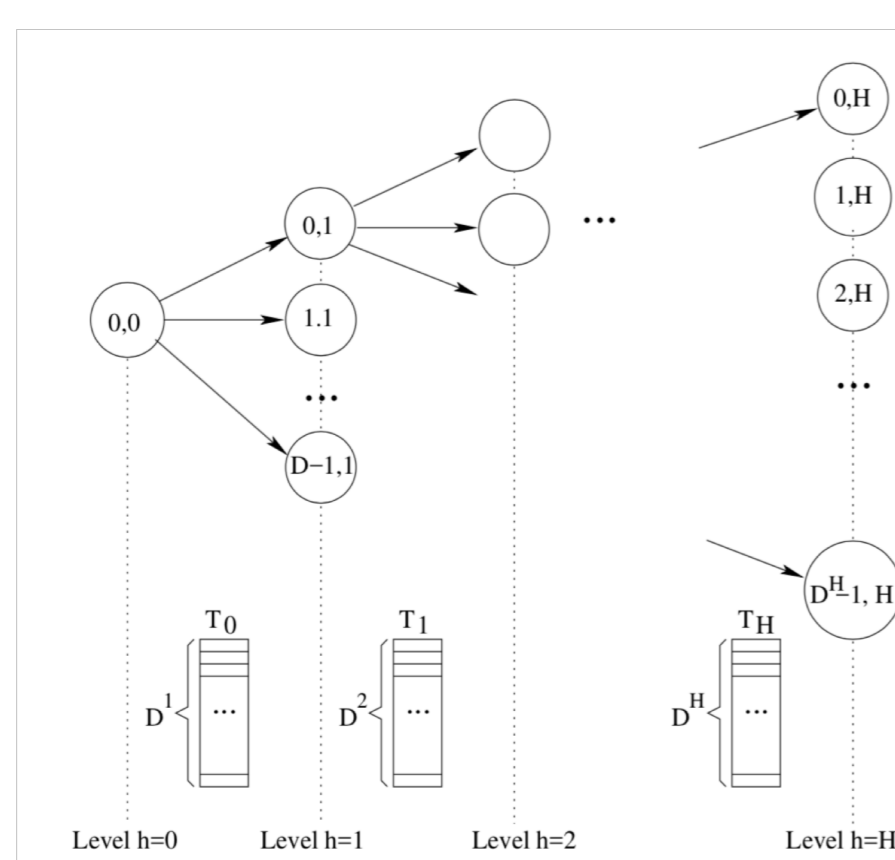 0,H
1,H
0,1
...
2,H
0,0
1.1
...
...
D−1,1
D^H−1, H
T0
T1
TH
D^1
...
D^2
...
D^H
...
Level h=0
Level h=1
Level h=2
Level h=H